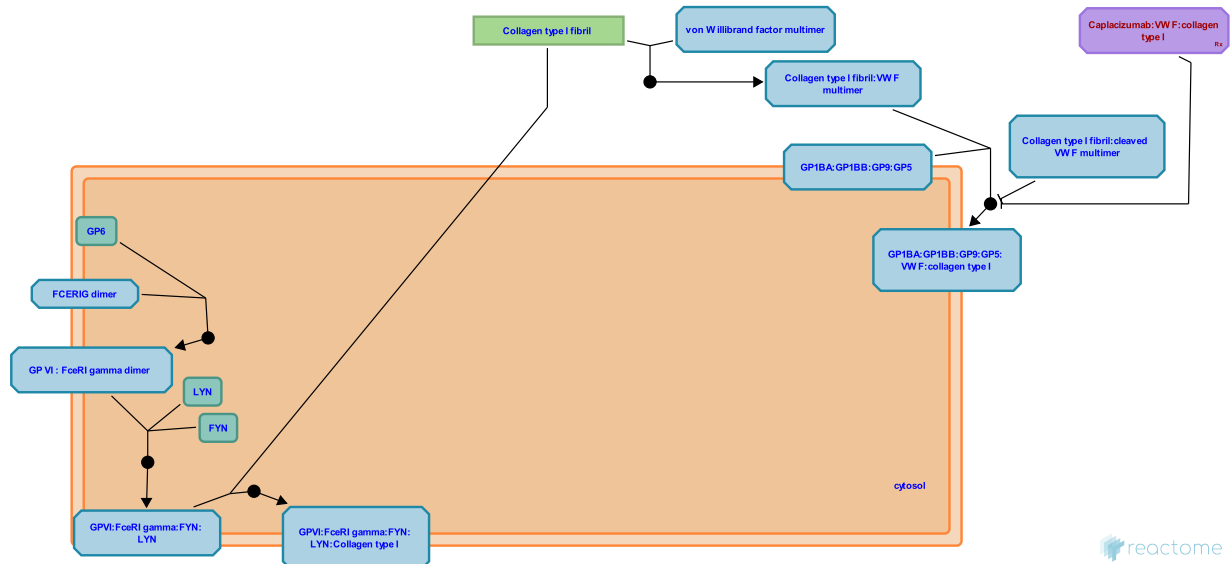 Collagen type I fibril
von Willibrand factor multimer
Caplacizumab:VWF:collagen
type I
Rx
Collagen type I fibril:VWF
multimer
Collagen type I fibril:cleaved
VWF multimer
GP1BA:GP1BB:GP9:GP5
GP6
GP1BA:GP1BB:GP9:GP5:
VWF:collagen type I
FCERIG dimer
GP VI : FceRI gamma dimer
LYN
FYN
cytosol
GPVI:FceRI gamma:FYN:
LYN
GPVI:FceRI gamma:FYN:
LYN:Collagen type I
reactome